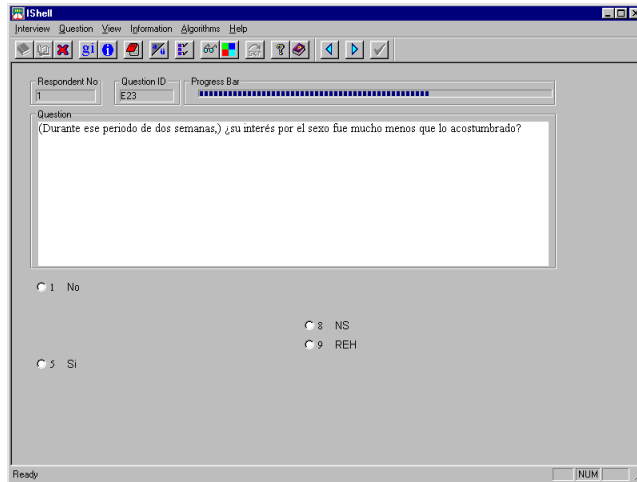 IShell
Interview Question View Information Algorithms Help
gi
SKIP
Respondent No
Question ID
Progress Bar
1
E23
Question
(Durante ese periodo de dos semanas,) ¿su interés por el sexo fue mucho menos que lo acostumbrado?
1 No
8 NS
9 REH
5 Si
Ready
NUM